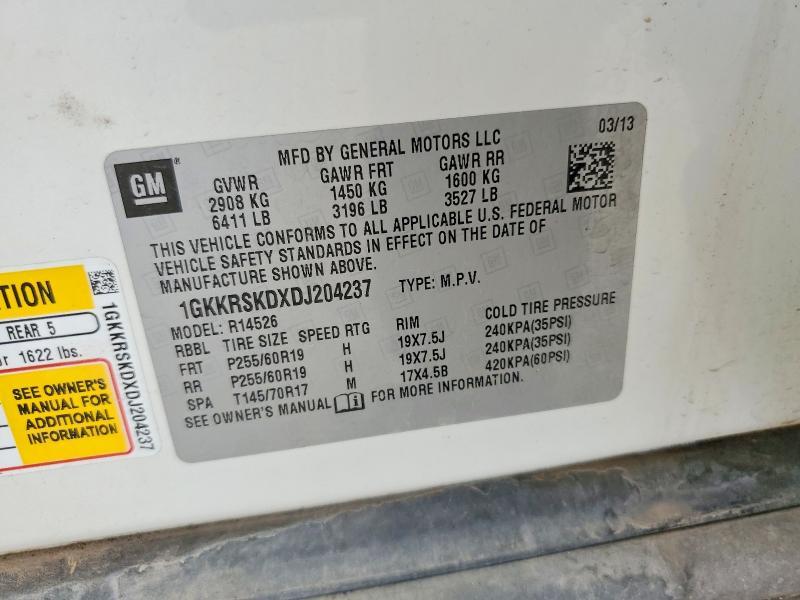 03/13
MFD BY GENERAL MOTORS LLC
GM
GVWR GAWR FRT GAWR RR
2908 KG 1450 KG 1600 KG
6411 LB 3196 LB 3527 LB
THIS VEHICLE CONFORMS TO ALL APPLICABLE U.S. FEDERAL MOTOR
VEHICLE SAFETY STANDARDS IN EFFECT ON THE DATE OF
MANUFACTURE SHOWN ABOVE.
1GKKRSKDXDJ204237 TYPE: M.P.V.
MODEL: R14526
RBBL TIRE SIZE SPEED RTG RIM COLD TIRE PRESSURE
FRT P255/60R19 H 19X7.5J 240KPA(35PSI)
RR P255/60R19 H 19X7.5J 240KPA(35PSI)
SPA T145/70R17 M 17X4.5B 420KPA(60PSI)
SEE OWNER'S MANUAL FOR MORE INFORMATION.
REAR 5
1622 lbs.
SEE OWNER'S
MANUAL FOR
ADDITIONAL
INFORMATION
1GKKRSKDXDJ204237